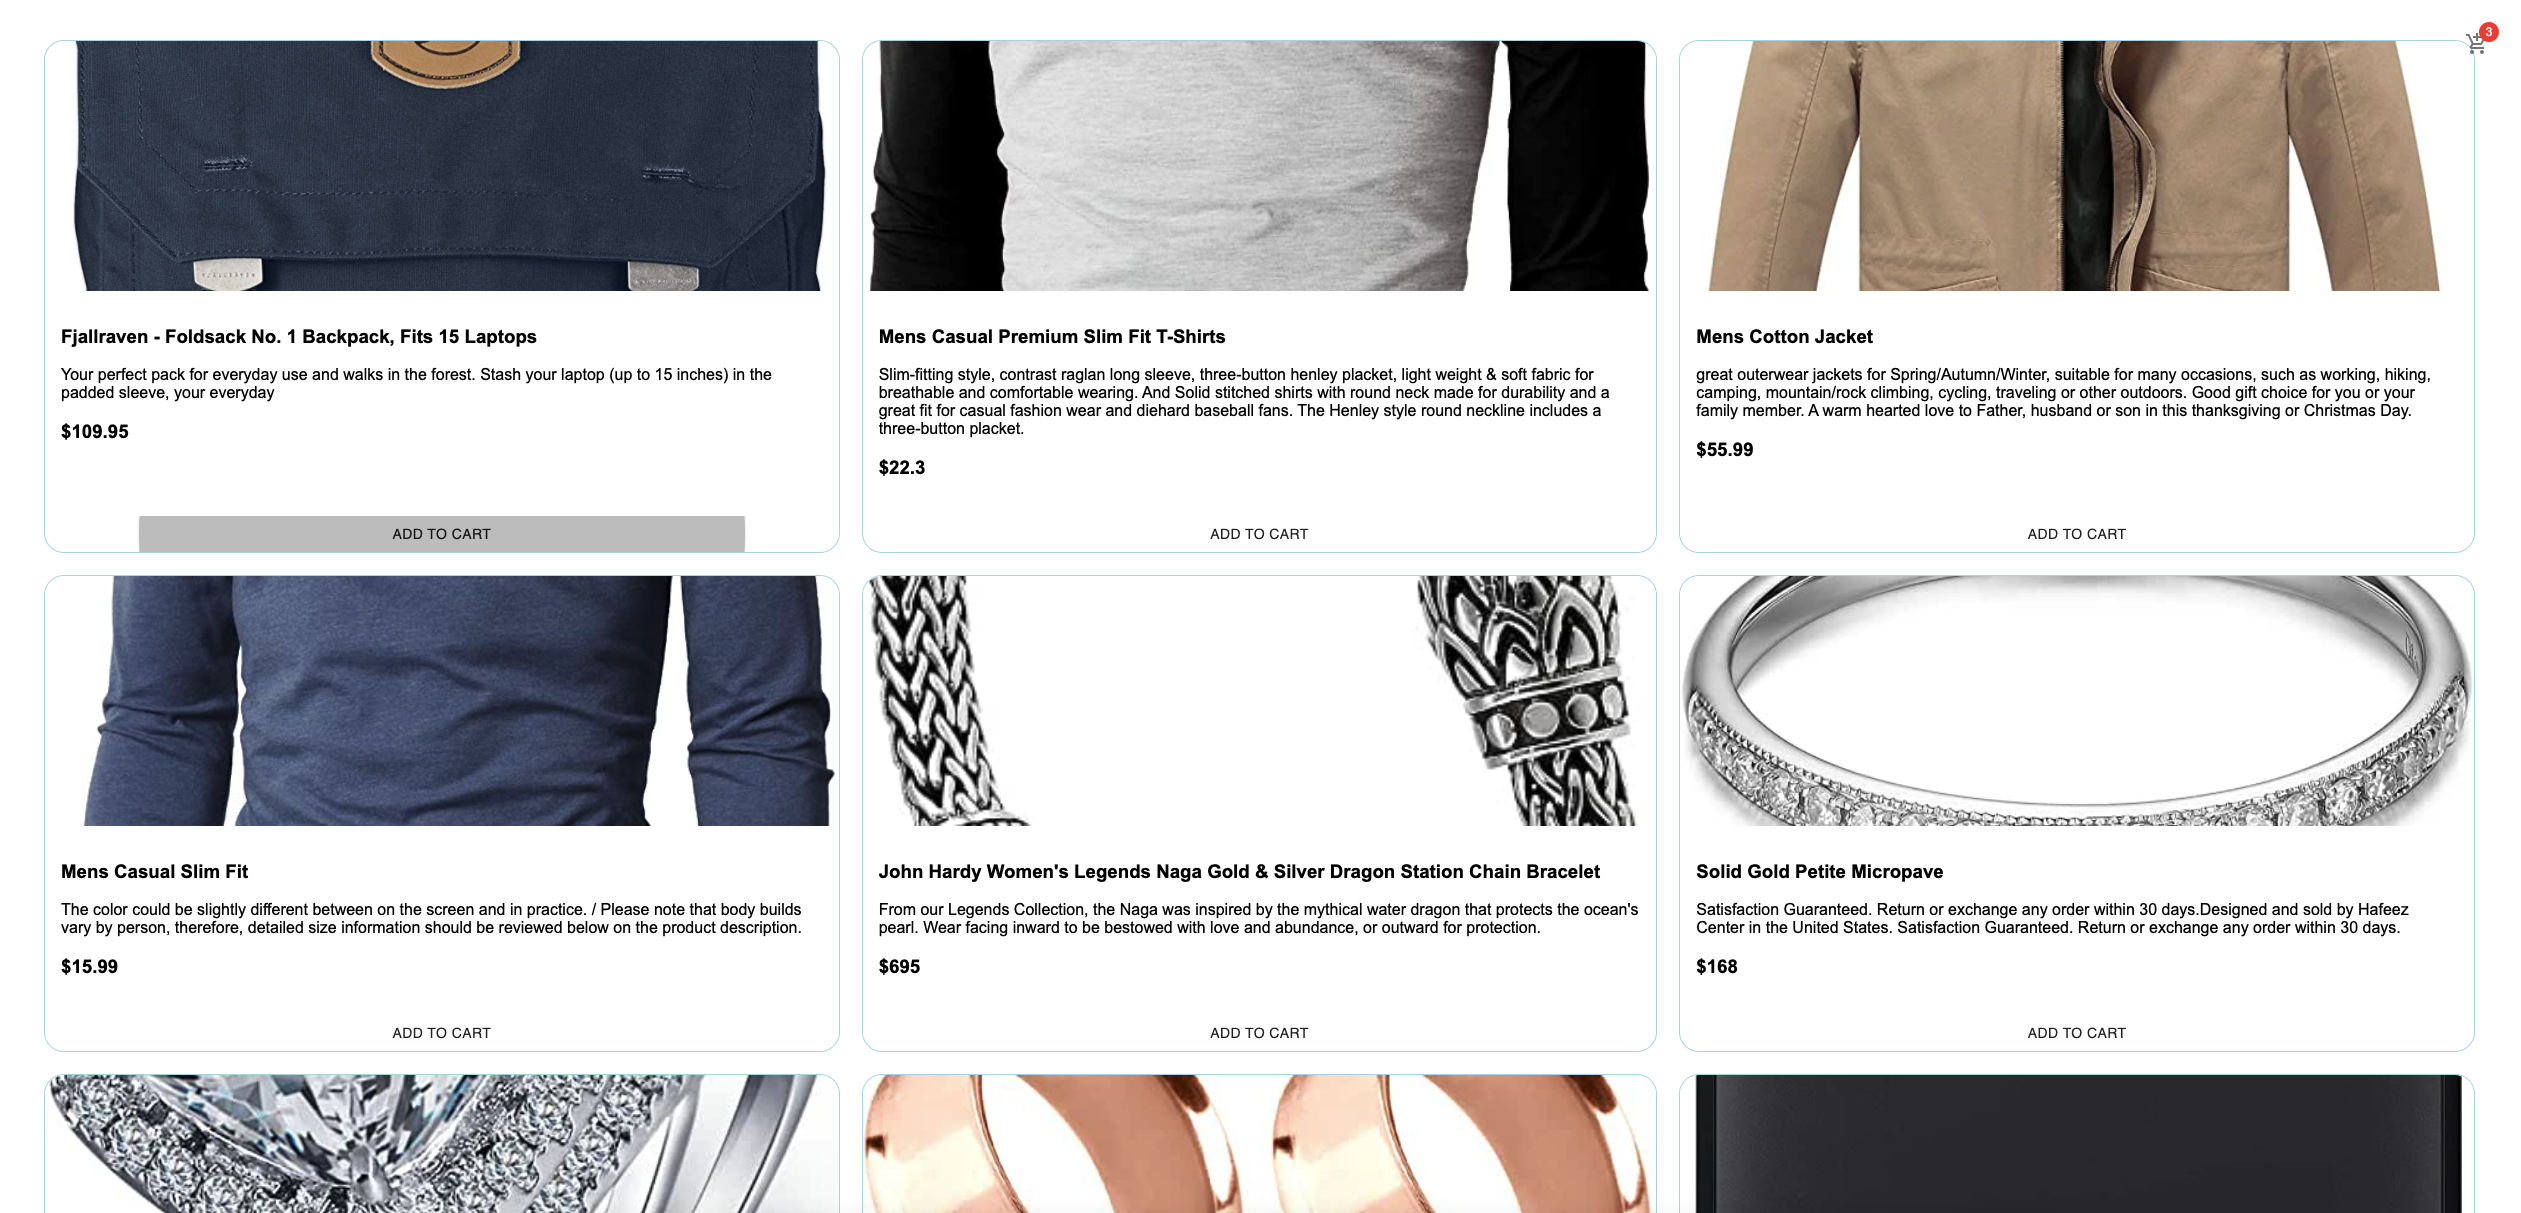 3
Fjallraven - Foldsack No. 1 Backpack, Fits 15 Laptops
Your perfect pack for everyday use and walks in the forest. Stash your laptop (up to 15 inches) in the
padded sleeve, your everyday
$109.95
ADD TO CART
Mens Casual Premium Slim Fit T-Shirts
Slim-fitting style, contrast raglan long sleeve, three-button henley placket, light weight & soft fabric for
breathable and comfortable wearing. And Solid stitched shirts with round neck made for durability and a
great fit for casual fashion wear and diehard baseball fans. The Henley style round neckline includes a
three-button placket.
$22.3
ADD TO CART
Mens Cotton Jacket
great outerwear jackets for Spring/Autumn/Winter, suitable for many occasions, such as working, hiking,
camping, mountain/rock climbing, cycling, traveling or other outdoors. Good gift choice for you or your
family member. A warm hearted love to Father, husband or son in this thanksgiving or Christmas Day.
$55.99
ADD TO CART
Mens Casual Slim Fit
The color could be slightly different between on the screen and in practice. / Please note that body builds
vary by person, therefore, detailed size information should be reviewed below on the product description.
$15.99
ADD TO CART
John Hardy Women's Legends Naga Gold & Silver Dragon Station Chain Bracelet
From our Legends Collection, the Naga was inspired by the mythical water dragon that protects the ocean's
pearl. Wear facing inward to be bestowed with love and abundance, or outward for protection.
$695
ADD TO CART
Solid Gold Petite Micropave
Satisfaction Guaranteed. Return or exchange any order within 30 days.Designed and sold by Hafeez
Center in the United States. Satisfaction Guaranteed. Return or exchange any order within 30 days.
$168
ADD TO CART